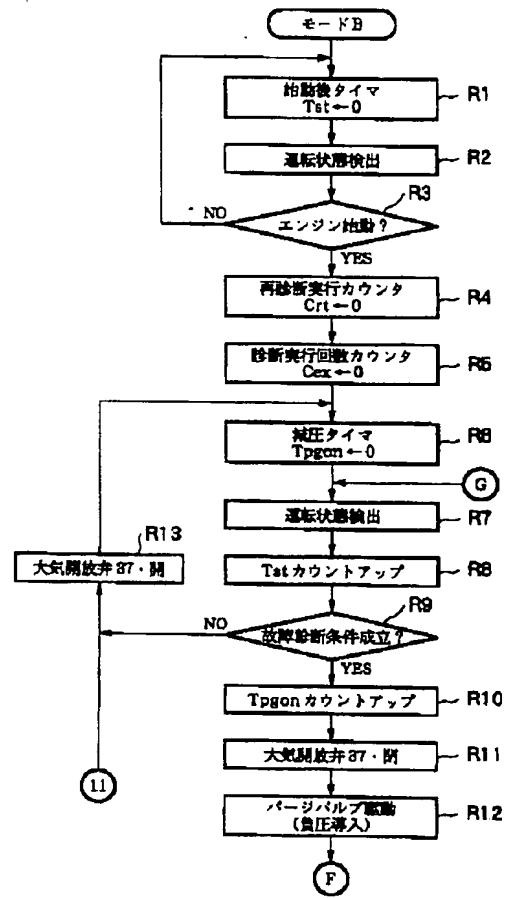 モードB
始動後タイマ
Tst←0
R1
運転状態検出
R2
R3
エンジン始動?
NO
YES
再診断実行カウンタ
Crt←0
R4
診断実行回数カウンタ
Cex←0
R5
減圧タイマ
Tpgon←0
R6
G
運転状態検出
R7
R13
大気開放弁37・開
Tstカウントアップ
R8
R9
故障診断条件成立?
NO
YES
Tpgonカウントアップ
R10
大気開放弁37・閉
R11
11
パージバルブ駆動
(負圧導入)
R12
F